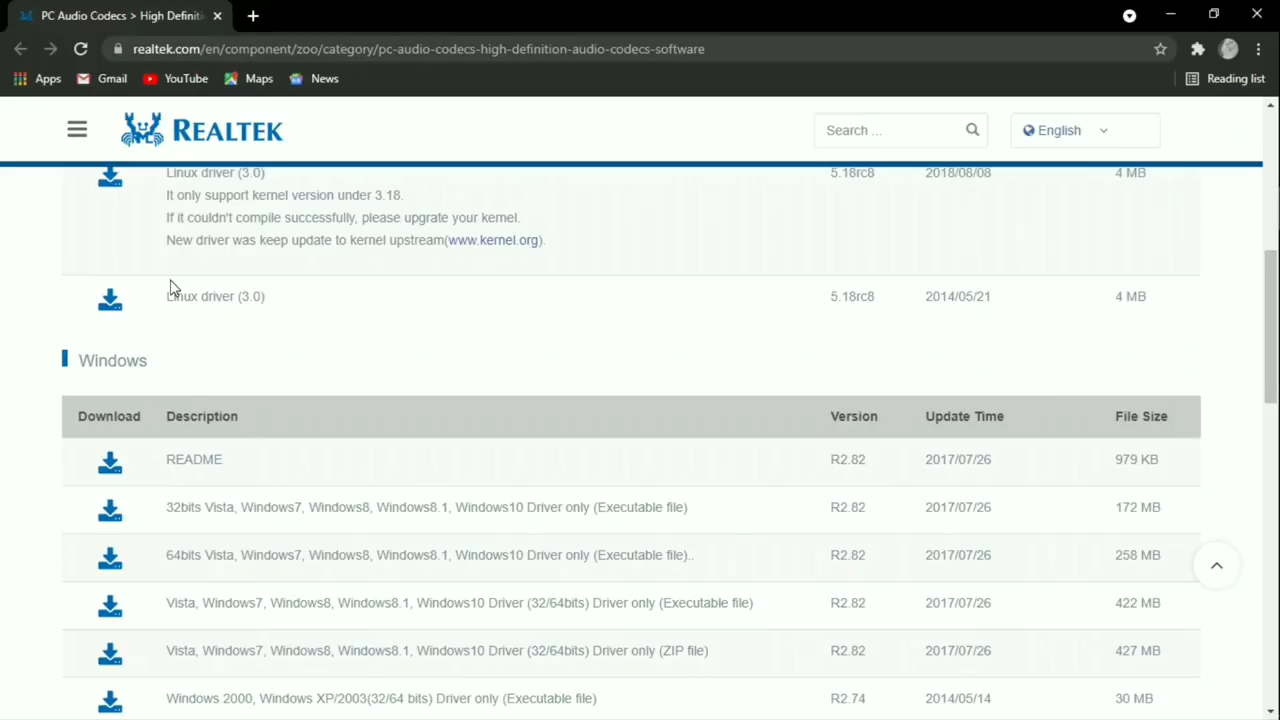 PC Audio Codecs > High Definiti
realtek.com/en/component/zoo/category/pc-audio-codecs-high-definition-audio-codecs-software
Apps Gmail YouTube Maps News Reading list
REALTEK Search ... English
Linux driver (3.0) 5.18rc8 2018/08/08 4 MB
It only support kernel version under 3.18.
If it couldn't compile successfully, please upgrate your kernel.
New driver was keep update to kernel upstream(www.kernel.org).
Linux driver (3.0) 5.18rc8 2014/05/21 4 MB
Windows
Download Description Version Update Time File Size
README R2.82 2017/07/26 979 KB
32bits Vista, Windows7, Windows8, Windows8.1, Windows10 Driver only (Executable file) R2.82 2017/07/26 172 MB
64bits Vista, Windows7, Windows8, Windows8.1, Windows10 Driver only (Executable file).. R2.82 2017/07/26 258 MB
Vista, Windows7, Windows8, Windows8.1, Windows10 Driver (32/64bits) Driver only (Executable file) R2.82 2017/07/26 422 MB
Vista, Windows7, Windows8, Windows8.1, Windows10 Driver (32/64bits) Driver only (ZIP file) R2.82 2017/07/26 427 MB
Windows 2000, Windows XP/2003(32/64 bits) Driver only (Executable file) R2.74 2014/05/14 30 MB